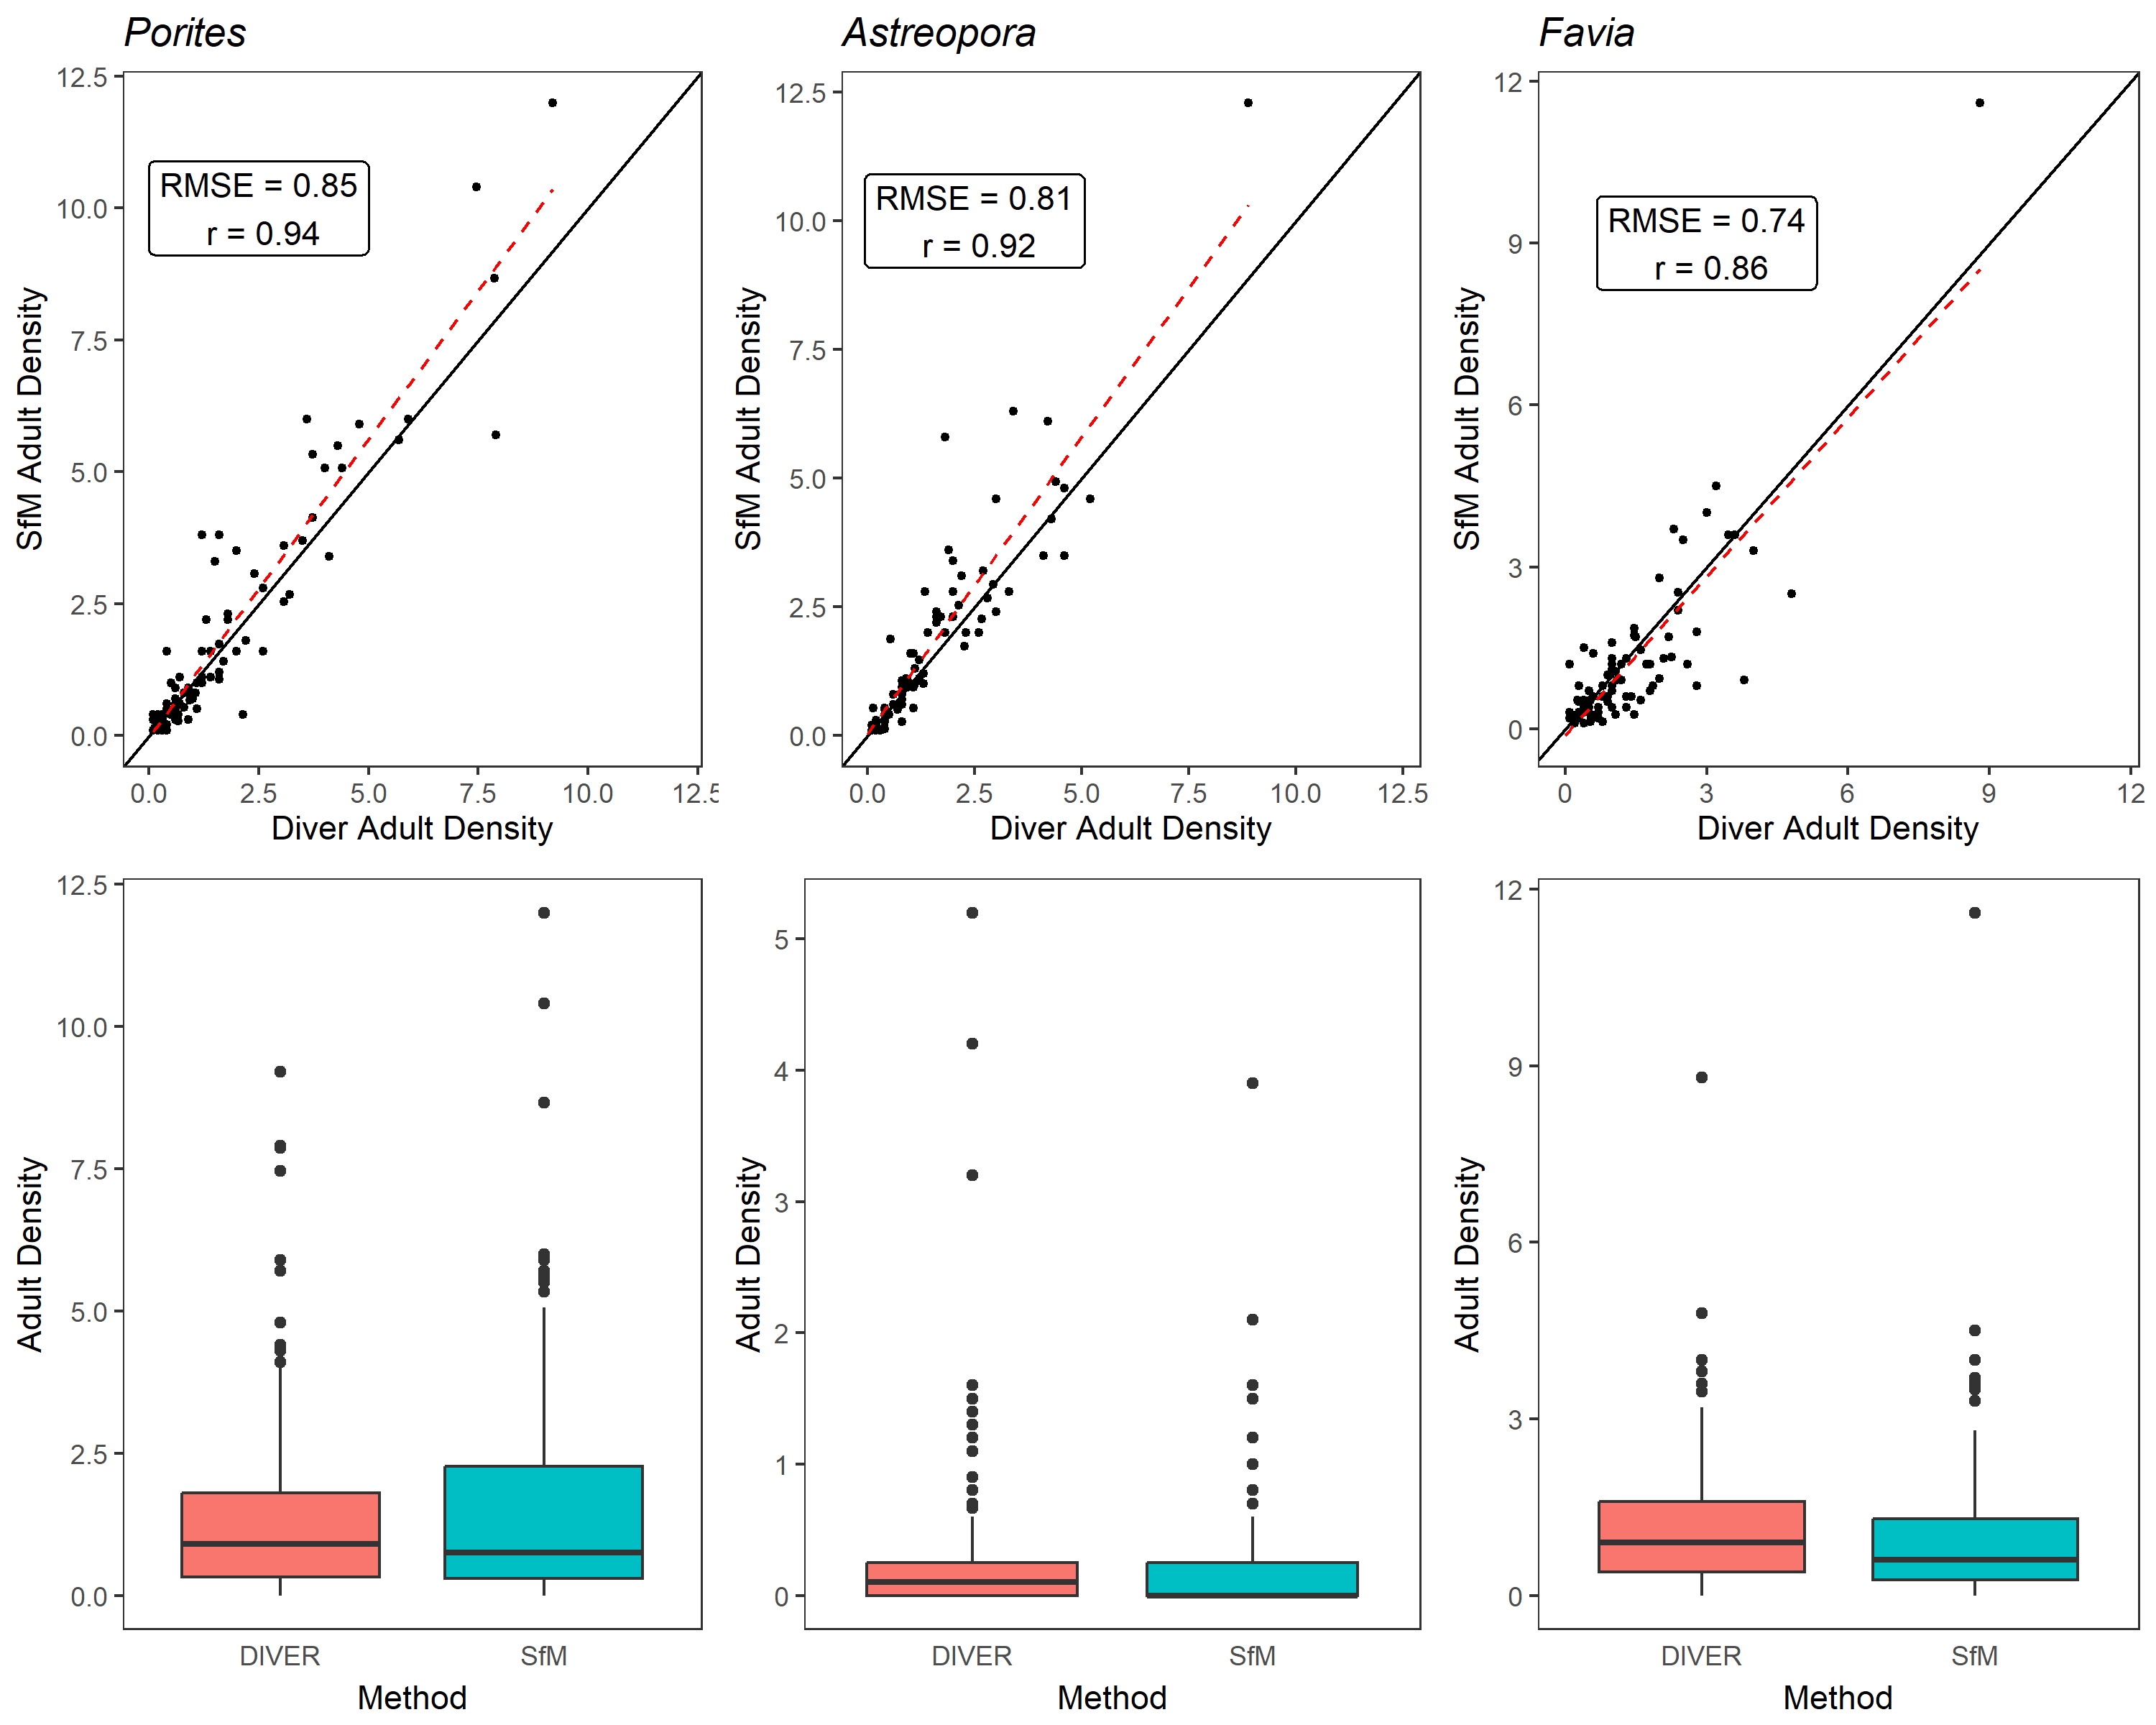 Porites
Astreopora
Favia
SfM Adult Density
12.5
10.0
7.5
5.0
2.5
0.0
RMSE = 0.85
r = 0.94
0.0 2.5 5.0 7.5 10.0 12.5
Diver Adult Density
SfM Adult Density
12.5
10.0
7.5
5.0
2.5
0.0
RMSE = 0.81
r = 0.92
0.0 2.5 5.0 7.5 10.0 12.5
Diver Adult Density
SfM Adult Density
12
9
6
3
0
RMSE = 0.74
r = 0.86
0 3 6 9 12
Diver Adult Density
Adult Density
12.5
10.0
7.5
5.0
2.5
0.0
DIVER SfM
Method
Adult Density
5
4
3
2
1
0
DIVER SfM
Method
Adult Density
12
9
6
3
0
DIVER SfM
Method